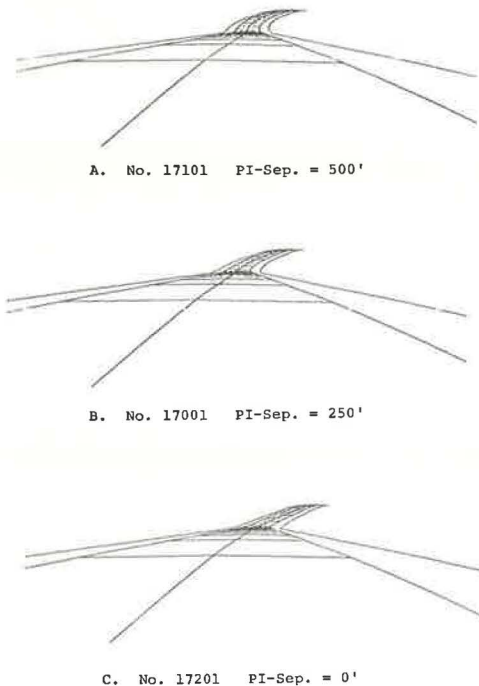 A. No. 17101 PI-Sep. = 500'
B. No. 17001 PI-Sep. = 250'
C. No. 17201 PI-Sep. = 0'